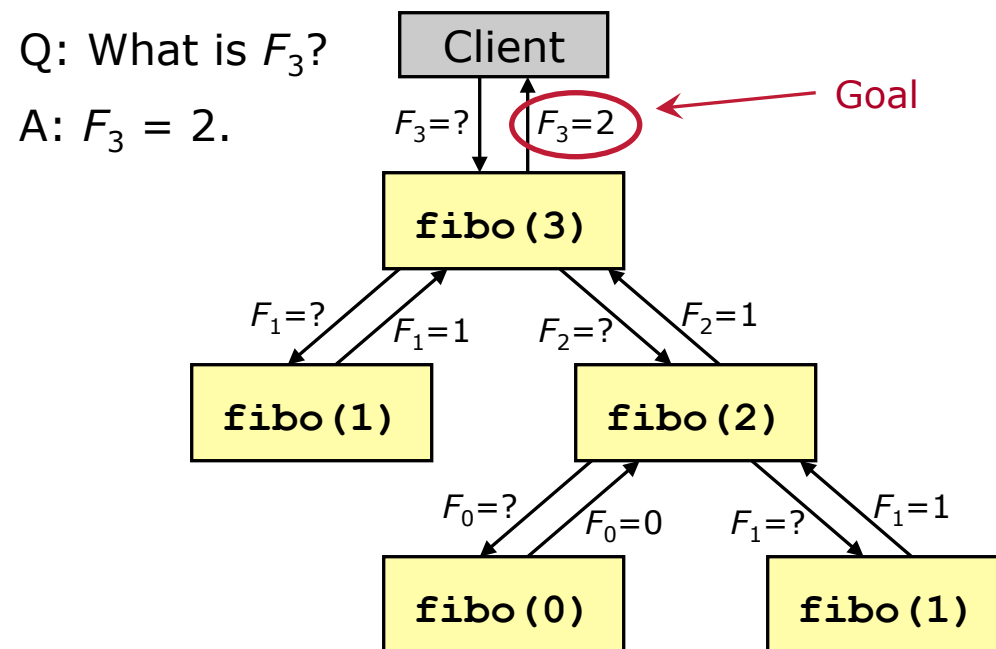 Q: What is F₃?
A: F₃ = 2.
Client
Goal
F₃=?
F₃=2
fibo(3)
F₁=?
F₁=1
F₂=?
F₂=1
fibo(1)
fibo(2)
F₀=?
F₀=0
F₁=?
F₁=1
fibo(0)
fibo(1)